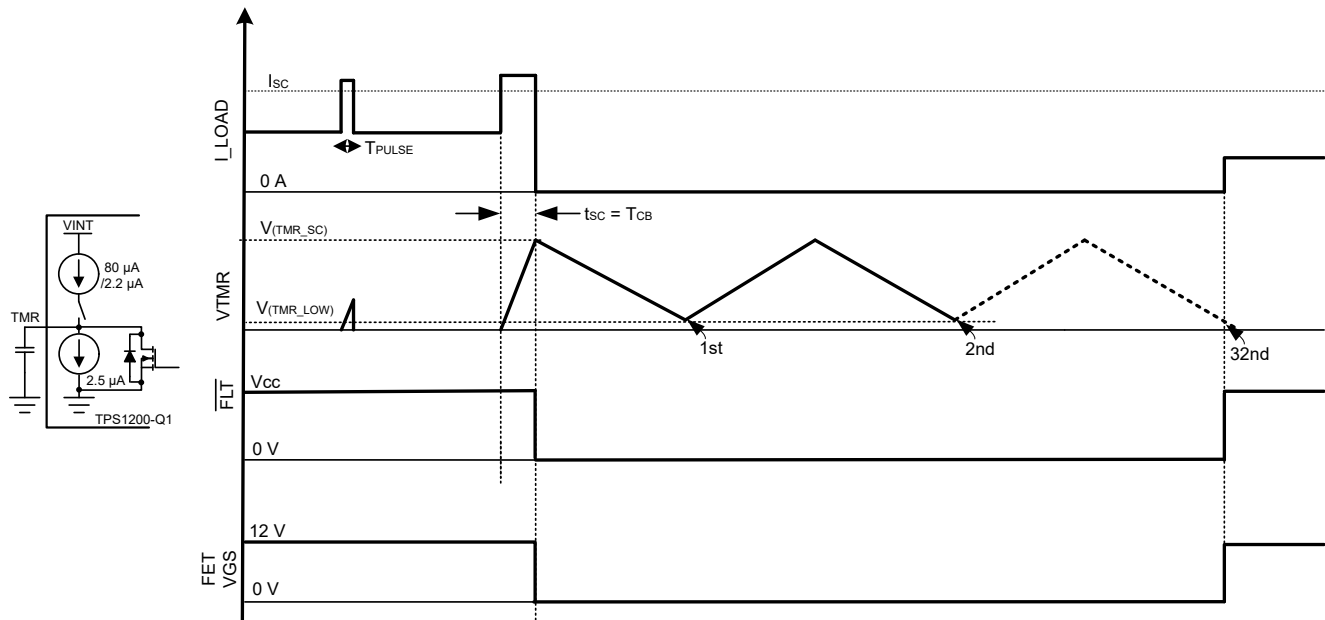 I_LOAD
ISC
TPULSE
0 A
tSC = TCB
VTMR
V(TMR_SC)
V(TMR_LOW)
1st
2nd
32nd
VINT
80 µA
/2.2 µA
TMR
2.5 µA
TPS1200-Q1
FLT
Vcc
0 V
FET
VGS
12 V
0 V